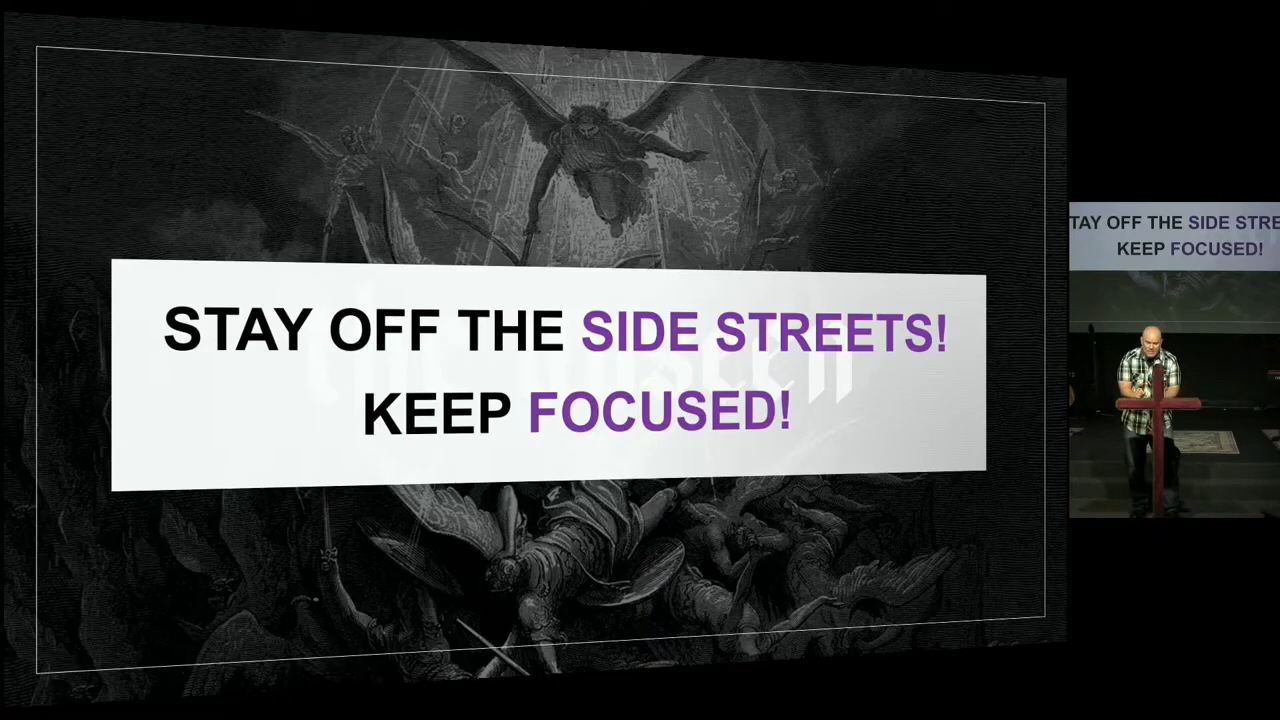 STAY OFF THE SIDE STREETS!
KEEP FOCUSED!
TAY OFF THE SIDE STRE
KEEP FOCUSED!